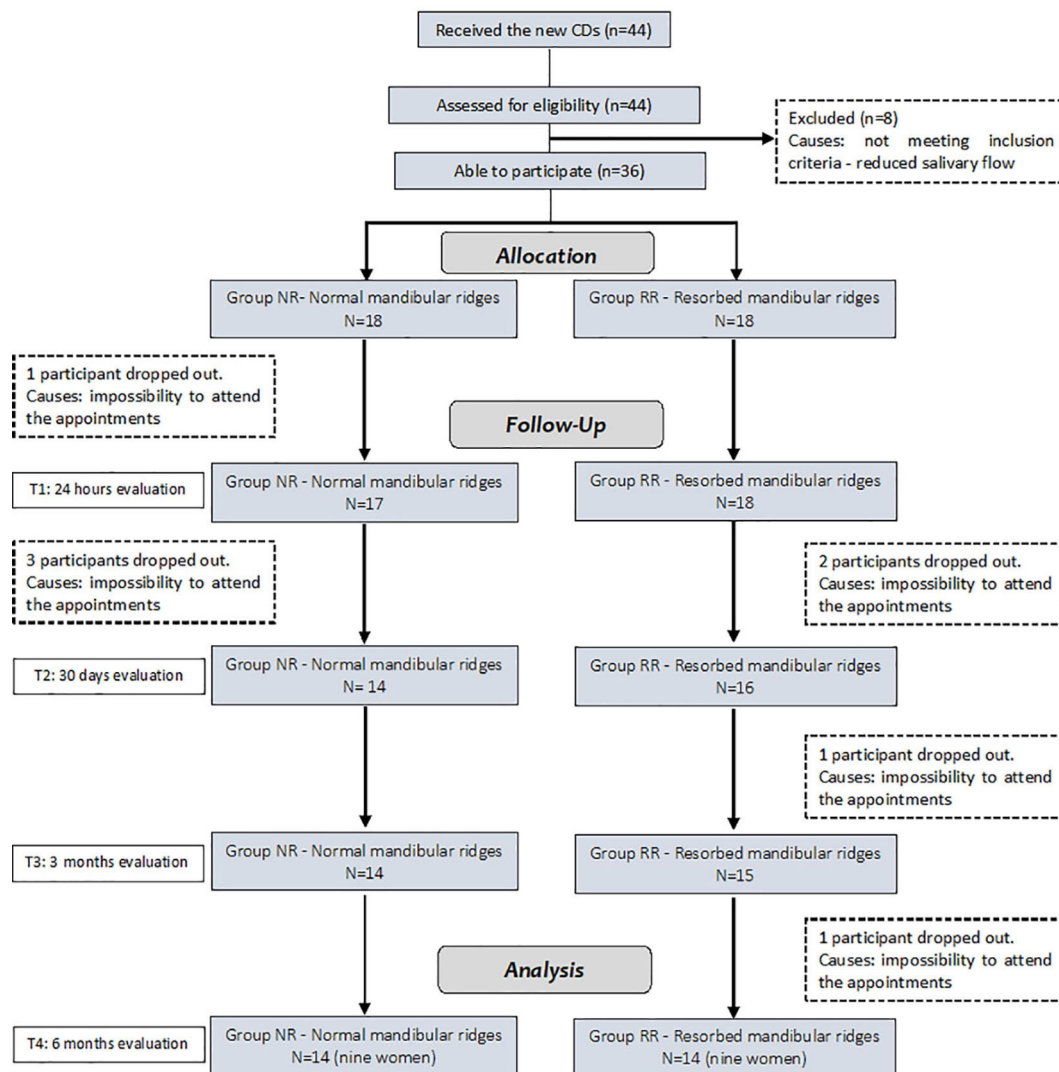 Received the new CDs (n=44)
Assessed for eligibility (n=44)
Excluded (n=8)
Causes: not meeting inclusion
criteria - reduced salivary flow
Able to participate (n=36)
Allocation
Group NR- Normal mandibular ridges
N=18
Group RR - Resorbed mandibular ridges
N=18
1 participant dropped out.
Causes: impossibility to attend
the appointments
Follow-Up
T1: 24 hours evaluation
Group NR - Normal mandibular ridges
N=17
Group RR - Resorbed mandibular ridges
N=18
3 participants dropped out.
Causes: impossibility to attend
the appointments
2 participants dropped out.
Causes: impossibility to attend
the appointments
T2: 30 days evaluation
Group NR - Normal mandibular ridges
N= 14
Group RR - Resorbed mandibular ridges
N=16
1 participant dropped out.
Causes: impossibility to attend
the appointments
T3: 3 months evaluation
Group NR - Normal mandibular ridges
N=14
Group RR - Resorbed mandibular ridges
N=15
1 participant dropped out.
Causes: impossibility to attend
the appointments
Analysis
T4: 6 months evaluation
Group NR - Normal mandibular ridges
N=14 (nine women)
Group RR - Resorbed mandibular ridges
N=14 (nine women)